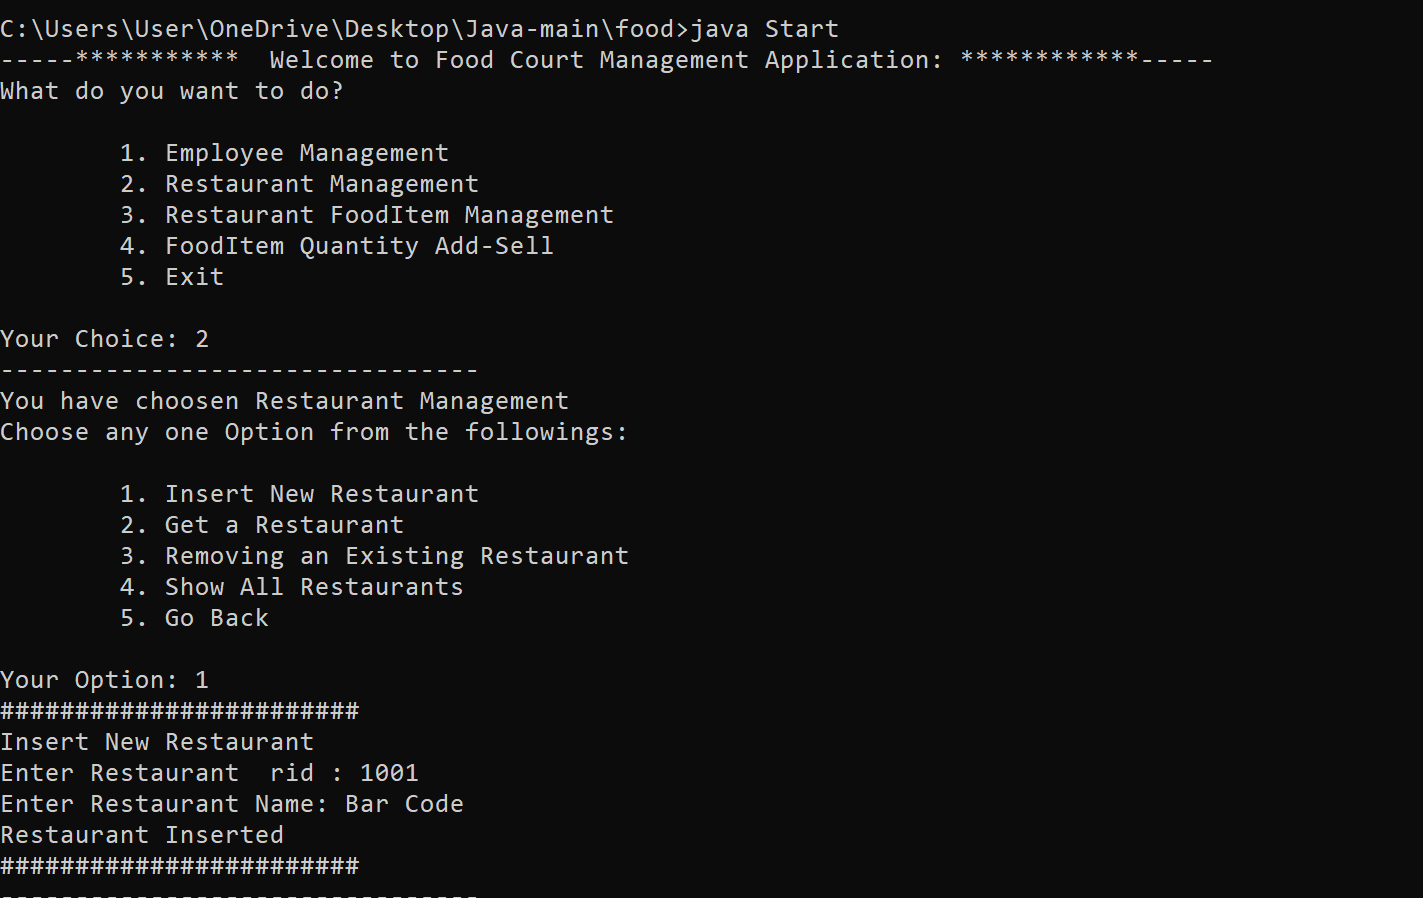 C:\Users\User\OneDrive\Desktop\Java-main\food>java Start
-----***********  Welcome to Food Court Management Application: ************-----
What do you want to do?
1. Employee Management
2. Restaurant Management
3. Restaurant FoodItem Management
4. FoodItem Quantity Add-Sell
5. Exit
Your Choice: 2
--------------------------------
You have choosen Restaurant Management
Choose any one Option from the followings:
1. Insert New Restaurant
2. Get a Restaurant
3. Removing an Existing Restaurant
4. Show All Restaurants
5. Go Back
Your Option: 1
########################
Insert New Restaurant
Enter Restaurant  rid : 1001
Enter Restaurant Name: Bar Code
Restaurant Inserted
########################
--------------------------------